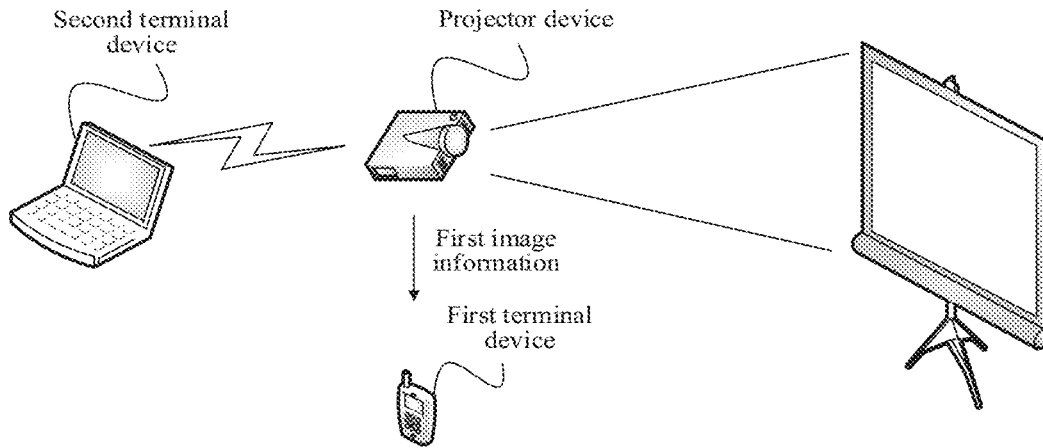 Second terminal
device
Projector device
First image
information
First terminal
device